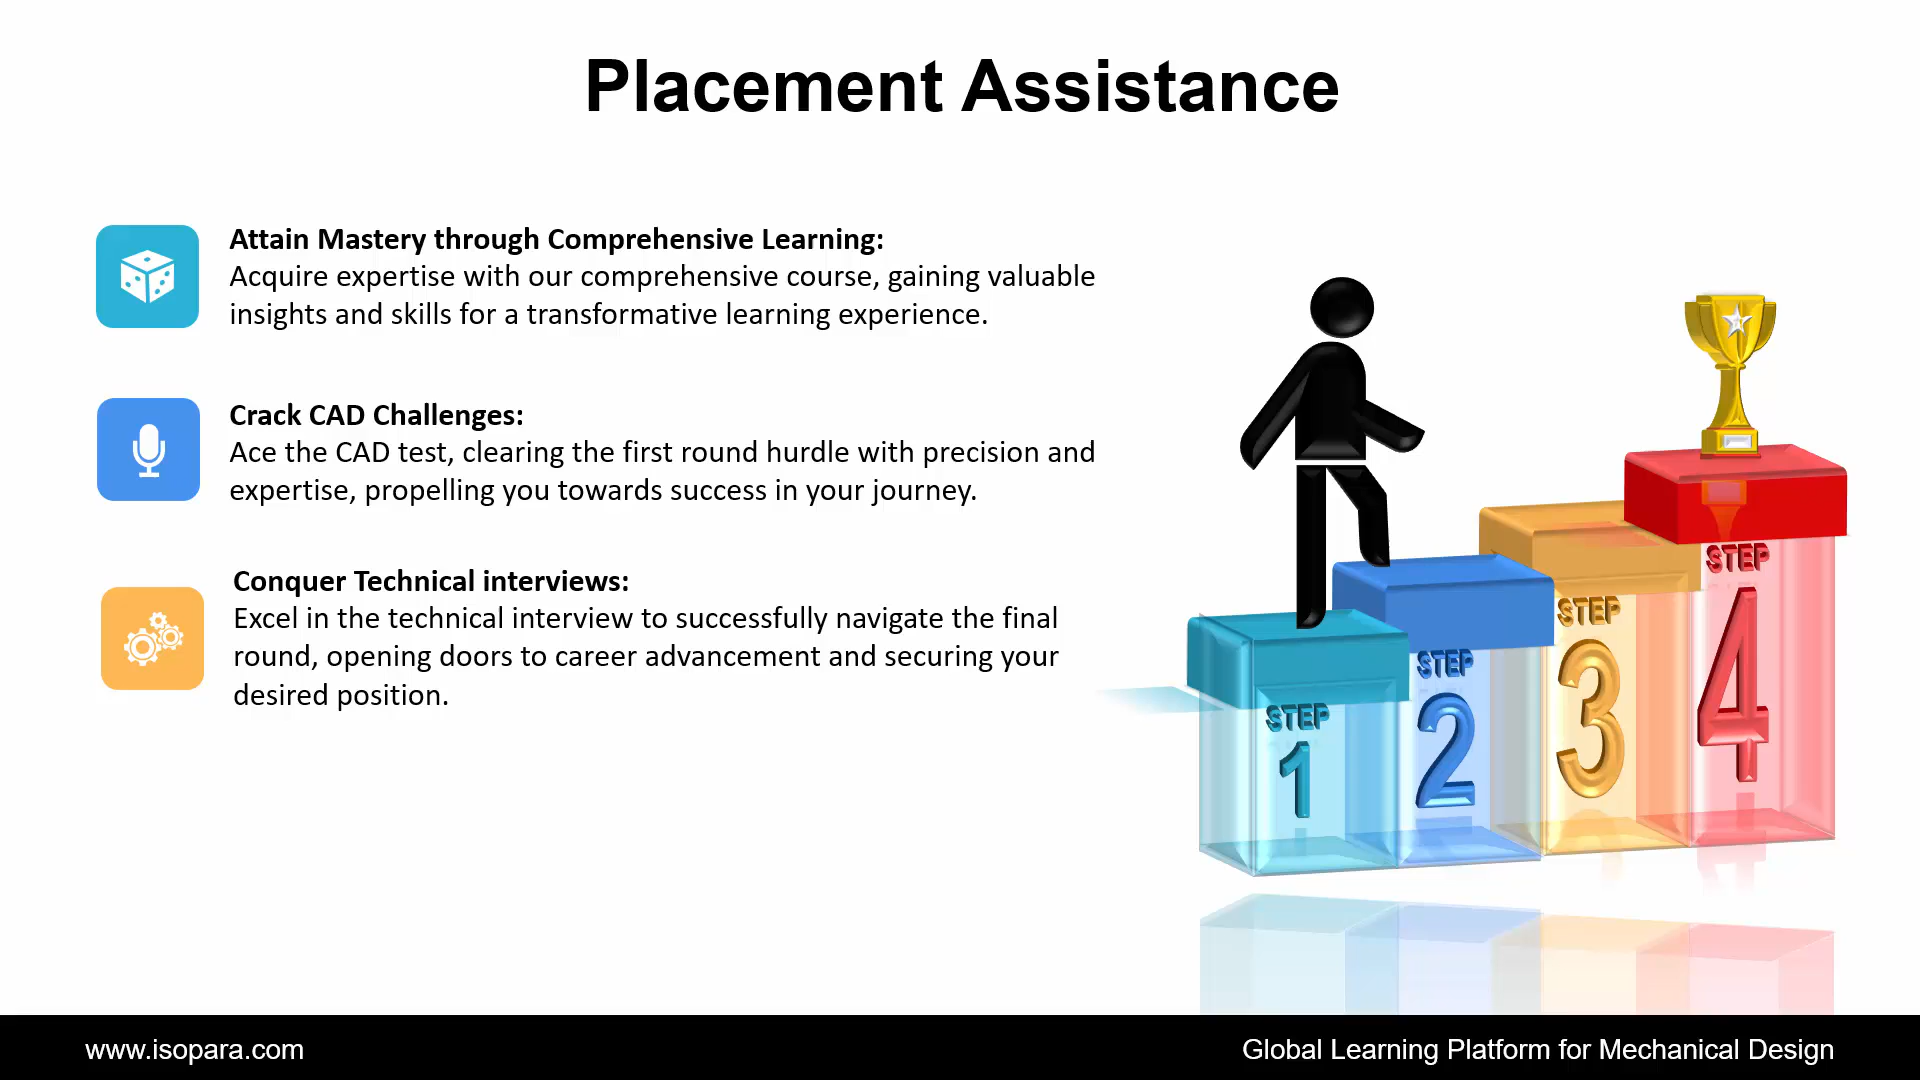 Placement Assistance
Attain Mastery through Comprehensive Learning:
Acquire expertise with our comprehensive course, gaining valuable
insights and skills for a transformative learning experience.
Crack CAD Challenges:
Ace the CAD test, clearing the first round hurdle with precision and
expertise, propelling you towards success in your journey.
Conquer Technical interviews:
Excel in the technical interview to successfully navigate the final
round, opening doors to career advancement and securing your
desired position.
STEP
1
STEP
2
STEP
3
STEP
4
www.isopara.com
Global Learning Platform for Mechanical Design